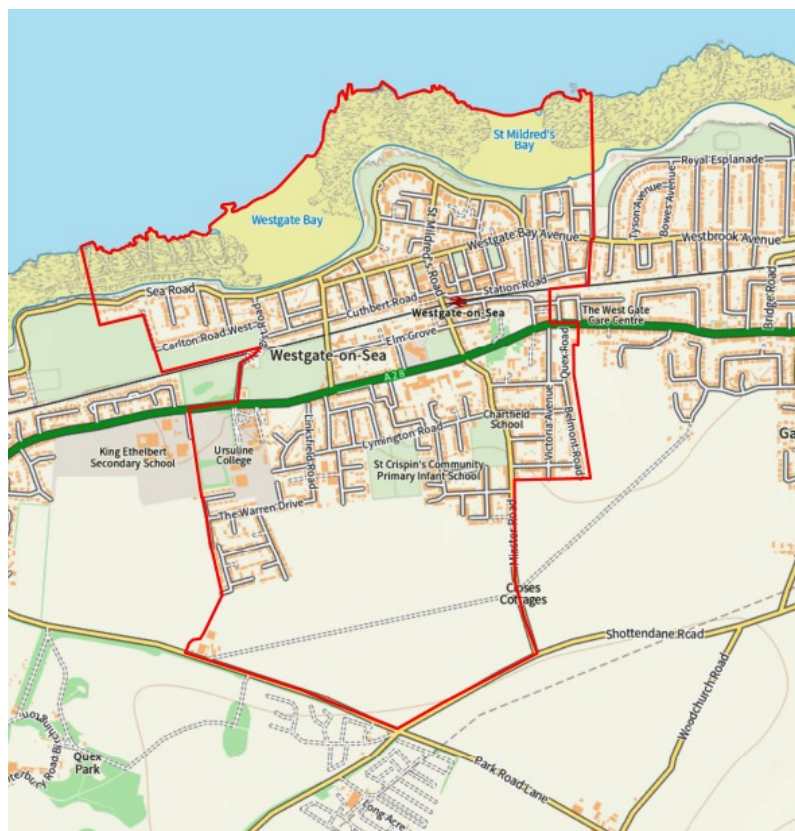 St Mildred's
Bay
Royal Esplanade
Tyson Avenue
Bowes Avenue
Westgate Bay
St Mildred's Road
Westgate Bay Avenue
Westbrook Avenue
Sea Road
Station Road
Cuthbert Road
Westgate-on-Sea
The West Gate
Care Centre
Bridge Road
Carlton Road West
Elm Grove
Westgate-on-Sea
Quex Road
A28
Chartfield
School
Victoria Avenue
Belmont Road
Linksfield Road
Lymington Road
King Ethelbert
Secondary School
Ursuline
College
St Crispin's Community
Primary Infant School
Ga
The Warren Drive
Minster Road
Closes
Cottages
Shottendane Road
Woodchurch Road
Quex
Park
Park Road Lane
Long Acre